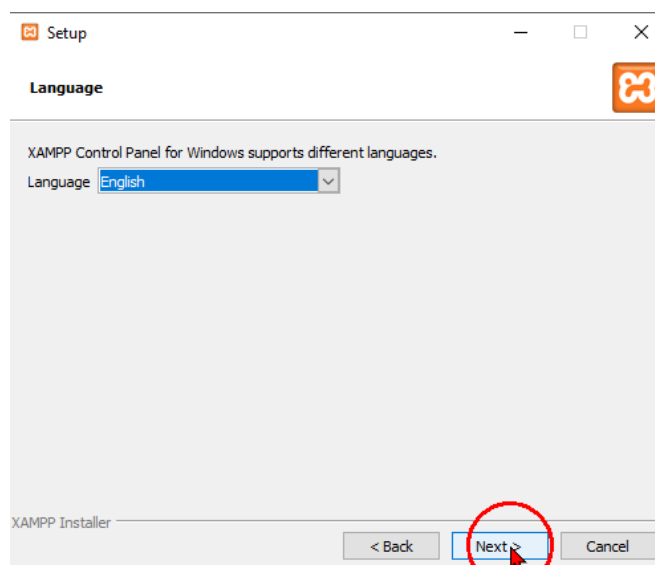 Setup
Language
XAMPP Control Panel for Windows supports different languages.
Language English
XAMPP Installer
< Back Next > Cancel